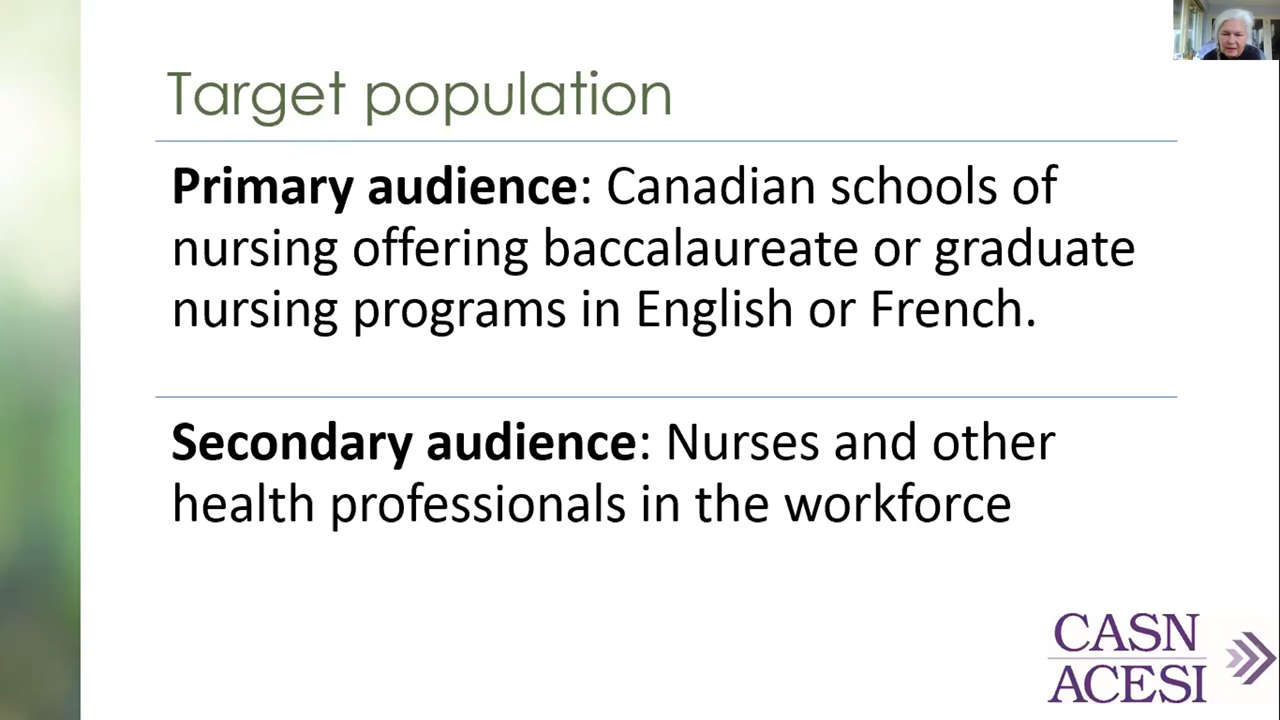 Target population
Primary audience: Canadian schools of
nursing offering baccalaureate or graduate
nursing programs in English or French.
Secondary audience: Nurses and other
health professionals in the workforce
CASN
ACESI